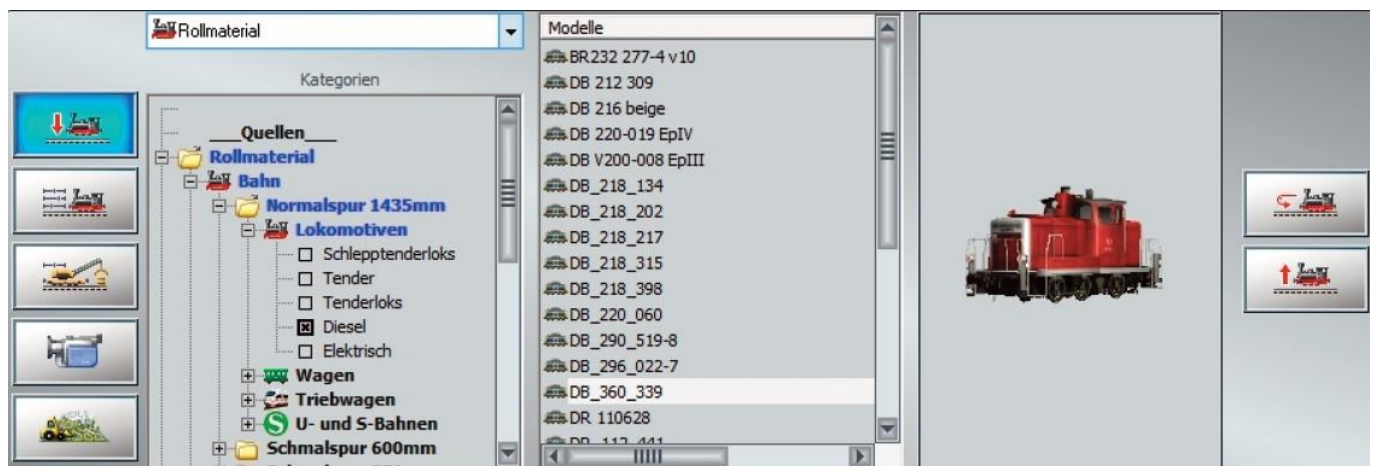 Rollmaterial
Kategorien
___Quellen___
Rollmaterial
Bahn
Normalspur 1435mm
Lokomotiven
Schlepptenderloks
Tender
Tenderloks
Diesel
Elektrisch
Wagen
Triebwagen
S U- und S-Bahnen
Schmalspur 600mm
Modelle
BR232 277-4 v10
DB 212 309
DB 216 beige
DB 220-019 EpIV
DB V200-008 EpIII
DB_218_134
DB_218_202
DB_218_217
DB_218_315
DB_218_398
DB_220_060
DB_290_519-8
DB_296_022-7
DB_360_339
DR 110628